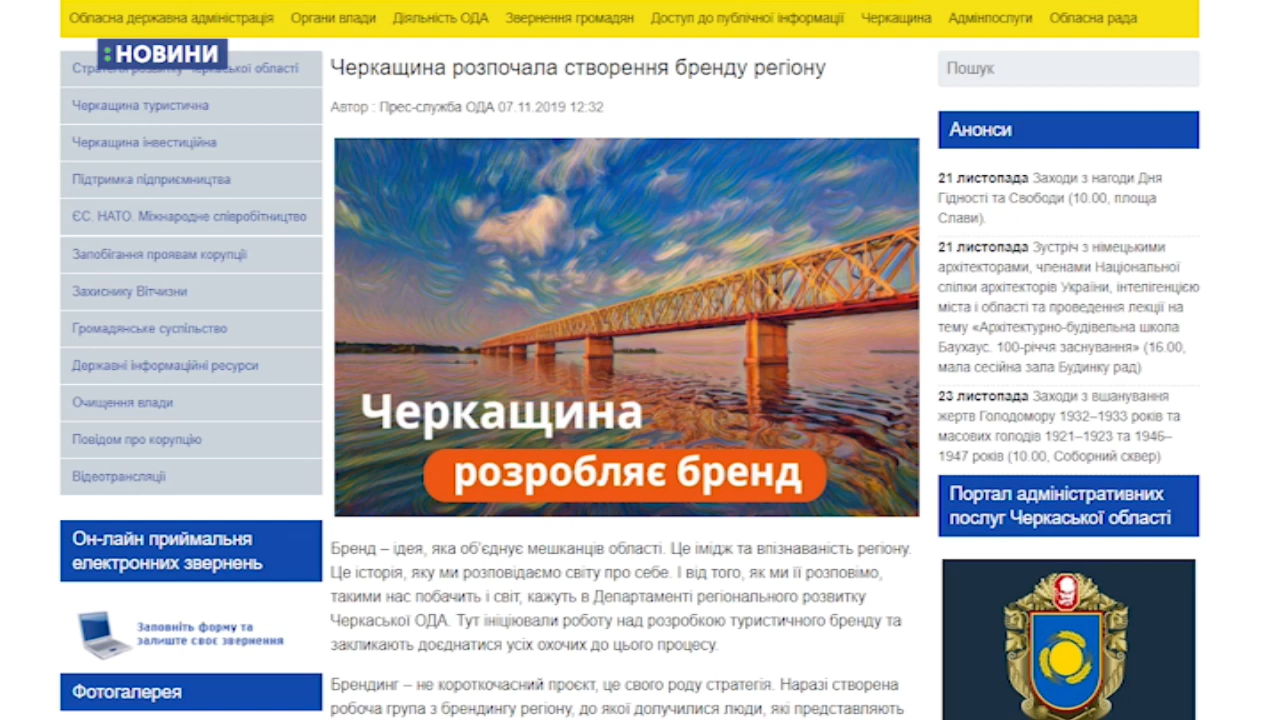 Обласна державна адміністрація Органи влади Діяльність ОДА Звернення громадян Доступ до публічної інформації Черкащина Адмінпослуги Обласна рада
НОВИНИ
Стратегія розвитку Черкаської області
Черкащина туристична
Черкащина інвестиційна
Підтримка підприємництва
ЄС. НАТО. Міжнародне співробітництво
Запобігання проявам корупції
Захиснику Вітчизни
Громадянське суспільство
Державні інформаційні ресурси
Очищення влади
Повідом про корупцію
Відеотрансляції
Он-лайн приймальня
електронних звернень
Заповніть форму та
залиште своє звернення
Фотогалерея
Черкащина розпочала створення бренду регіону
Автор : Прес-служба ОДА 07.11.2019 12:32
Черкащина
розробляє бренд
Бренд – ідея, яка об’єднує мешканців області. Це імідж та впізнаваність регіону.
Це історія, яку ми розповідаємо світу про себе. І від того, як ми її розповімо,
такими нас побачить і світ, кажуть в Департаменті регіонального розвитку
Черкаської ОДА. Тут ініціювали роботу над розробкою туристичного бренду та
закликають доєднатися усіх охочих до цього процесу.
Брендинг – не короткочасний проєкт, це свого роду стратегія. Наразі створена
робоча група з брендингу регіону, до якої долучилися люди, які представляють
Пошук
Анонси
21 листопада Заходи з нагоди Дня
Гідності та Свободи (10.00, площа
Слави).
21 листопада Зустріч з німецькими
архітекторами, членами Національної
спілки архітекторів України, інтелігенцією
міста і області та проведення лекції на
тему «Архітектурно-будівельна школа
Баухаус. 100-річчя заснування» (16.00,
мала сесійна зала Будинку рад)
23 листопада Заходи з вшанування
жертв Голодомору 1932–1933 років та
масових голодів 1921–1923 та 1946–
1947 років (10.00, Соборний сквер)
Портал адміністративних
послуг Черкаської області